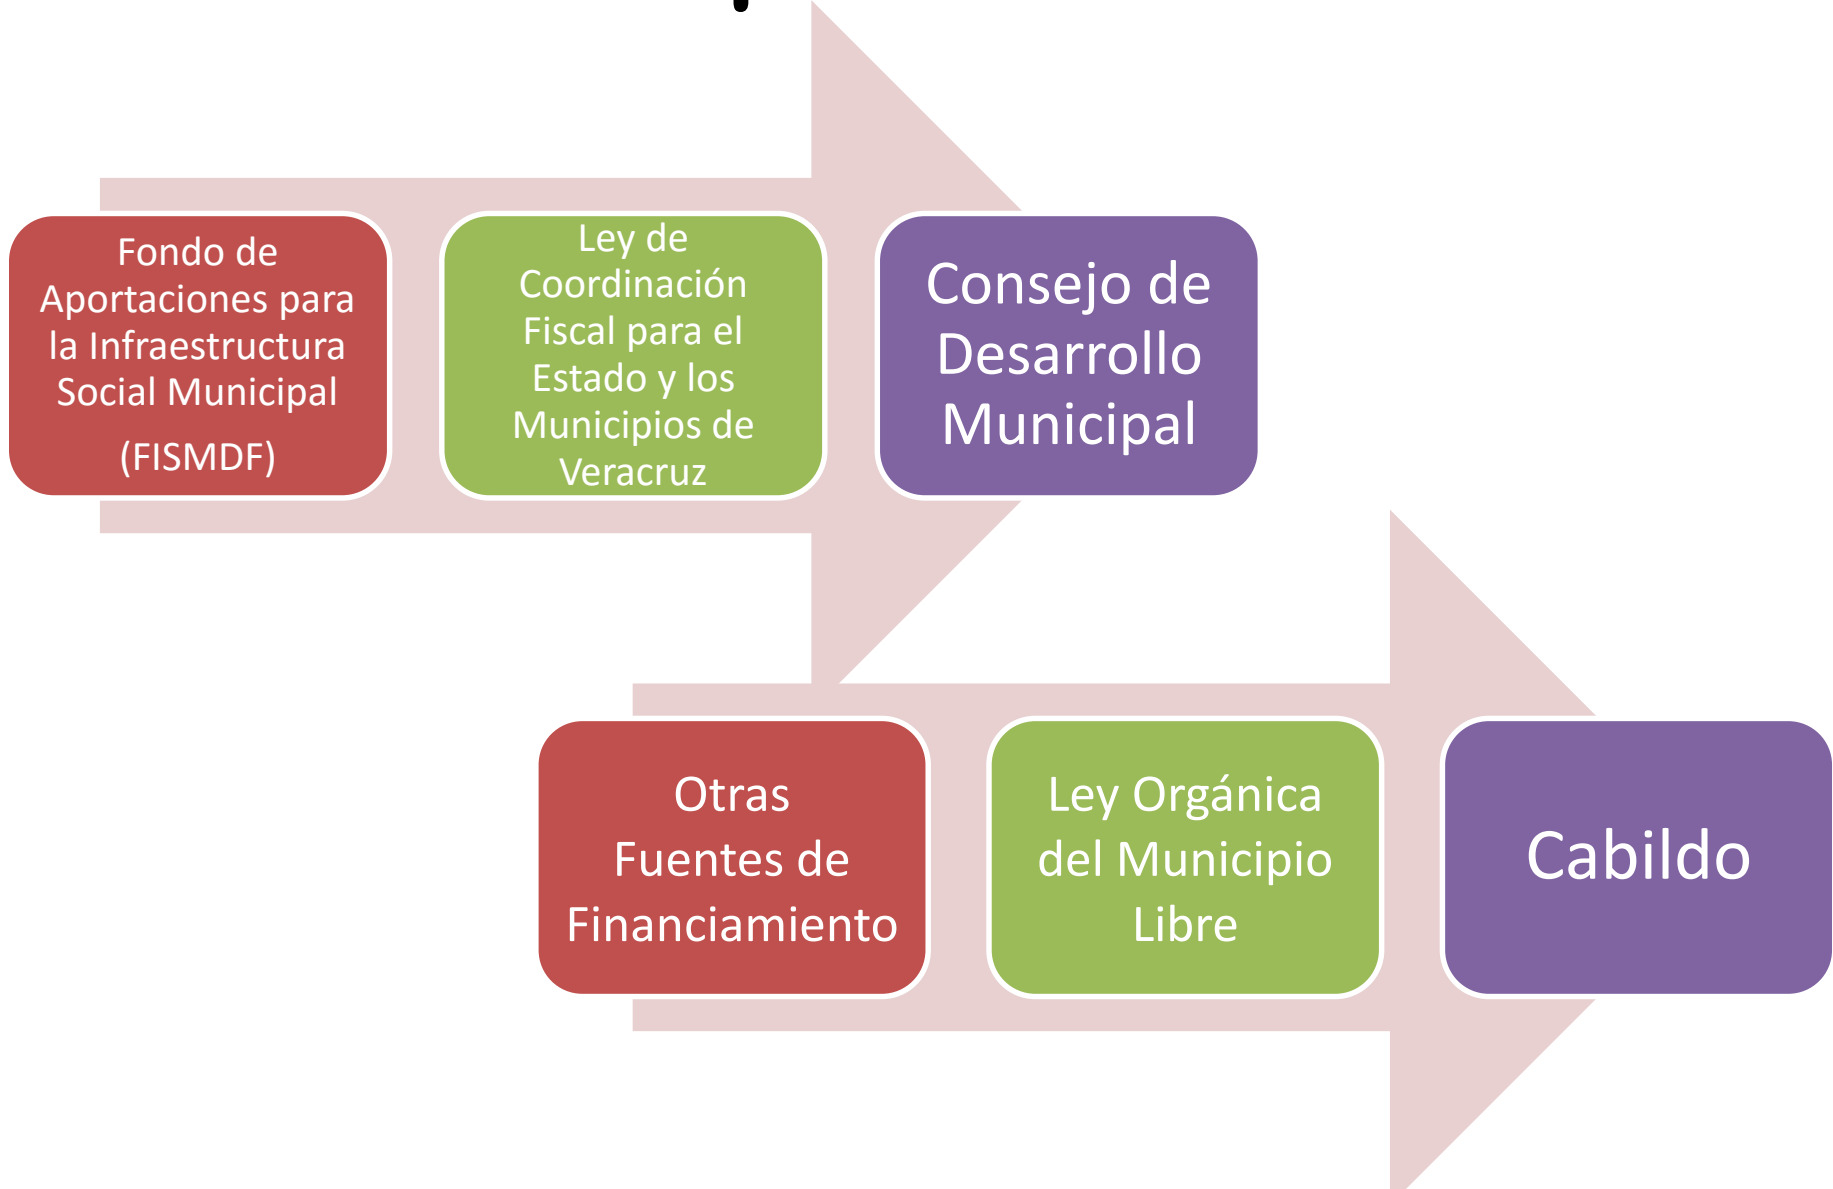 Fondo de
Aportaciones para
la Infraestructura
Social Municipal
(FISMDF)
Ley de
Coordinación
Fiscal para el
Estado y los
Municipios de
Veracruz
Consejo de
Desarrollo
Municipal
Otras
Fuentes de
Financiamiento
Ley Orgánica
del Municipio
Libre
Cabildo